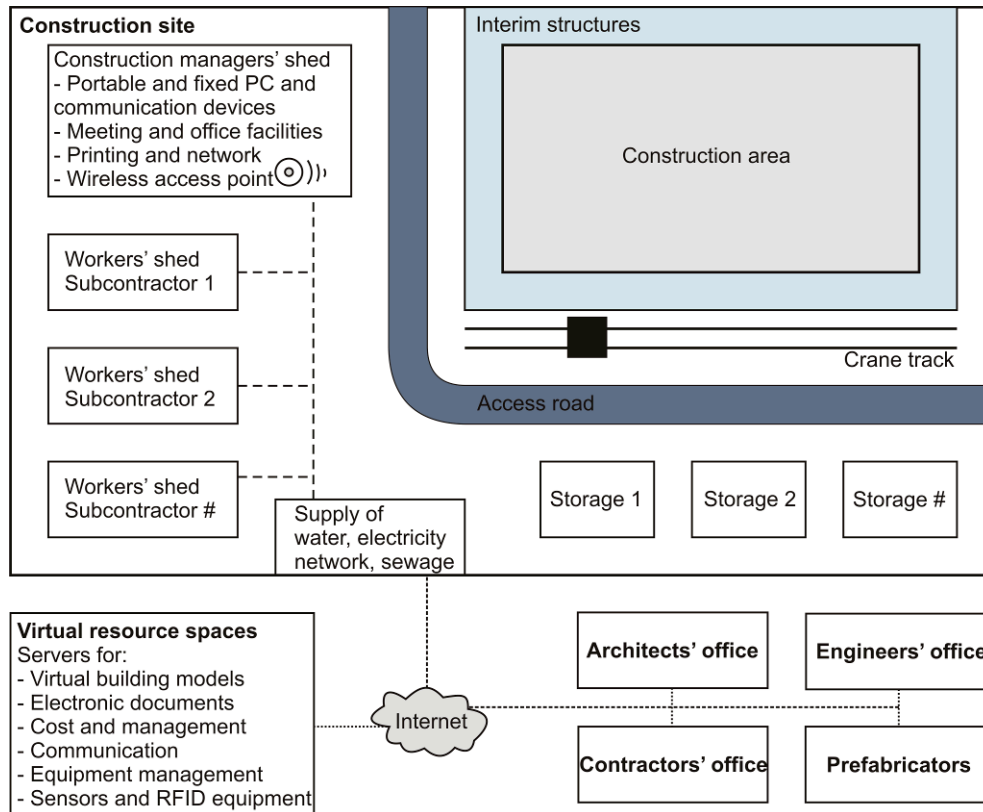 Construction site
Construction managers’ shed
- Portable and fixed PC and
communication devices
- Meeting and office facilities
- Printing and network
- Wireless access point
Workers’ shed
Subcontractor 1
Workers’ shed
Subcontractor 2
Workers’ shed
Subcontractor #
Supply of
water, electricity
network, sewage
Interim structures
Construction area
Crane track
Access road
Storage 1
Storage 2
Storage #
Virtual resource spaces
Servers for:
- Virtual building models
- Electronic documents
- Cost and management
- Communication
- Equipment management
- Sensors and RFID equipment
Internet
Architects’ office
Engineers’ office
Contractors’ office
Prefabricators